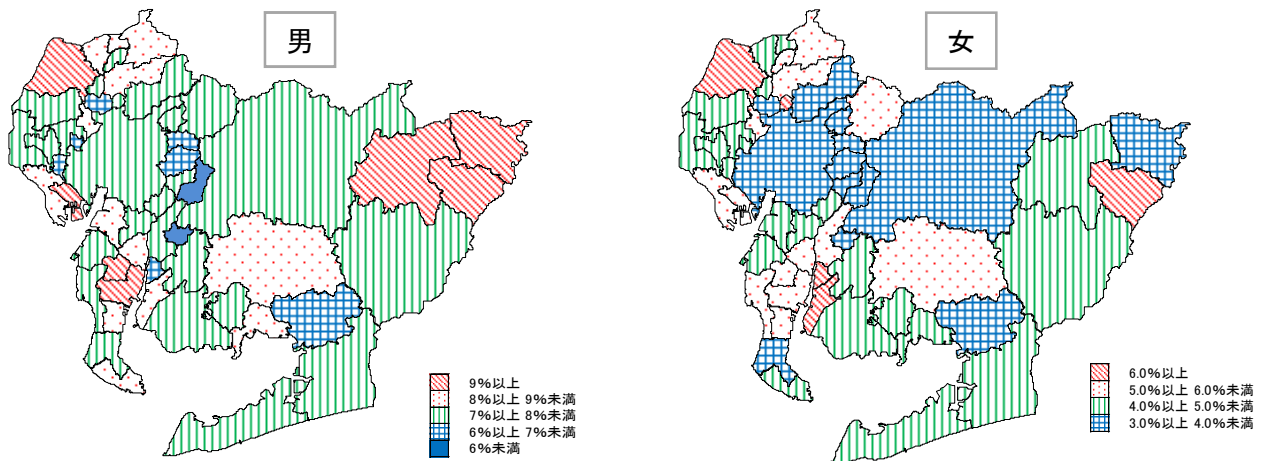 男
女
9%以上
8%以上 9%未満
7%以上 8%未満
6%以上 7%未満
6%未満
6.0%以上
5.0%以上 6.0%未満
4.0%以上 5.0%未満
3.0%以上 4.0%未満